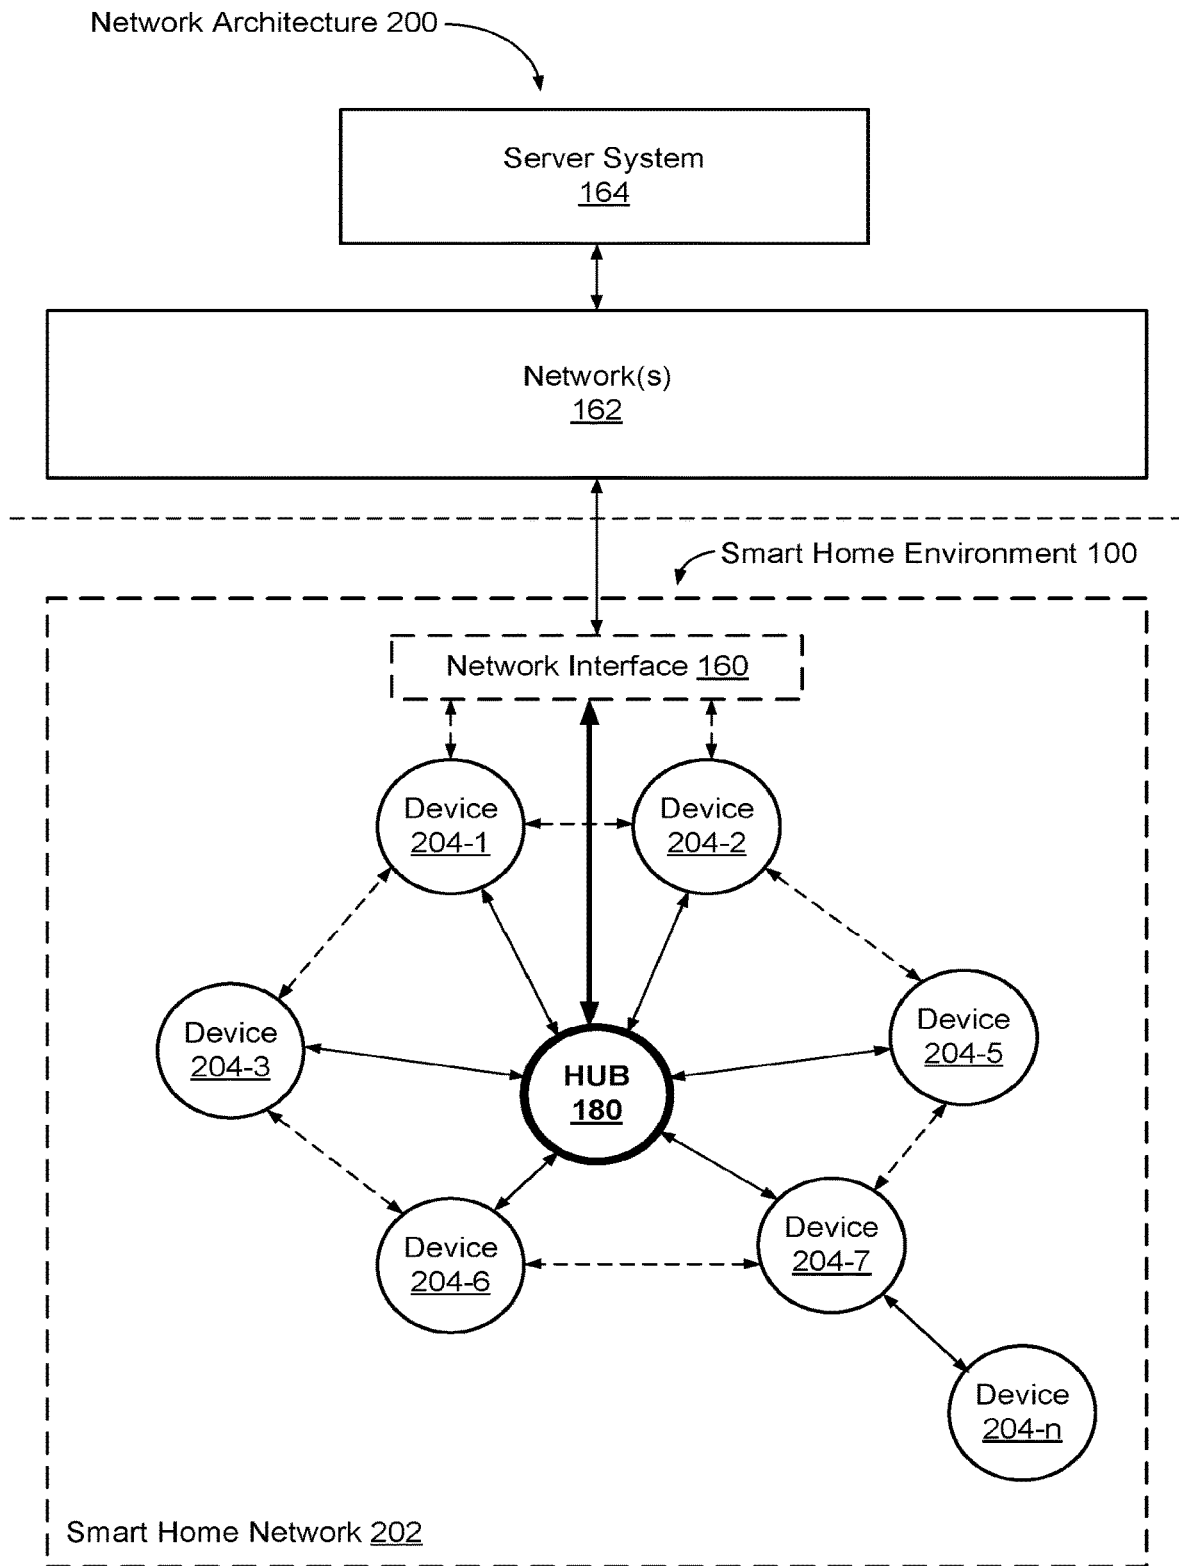 Network Architecture 200
Server System
164
Network(s)
162
Smart Home Environment 100
Network Interface 160
Device
204-1
Device
204-2
Device
204-3
Device
204-5
HUB
180
Device
204-6
Device
204-7
Device
204-n
Smart Home Network 202